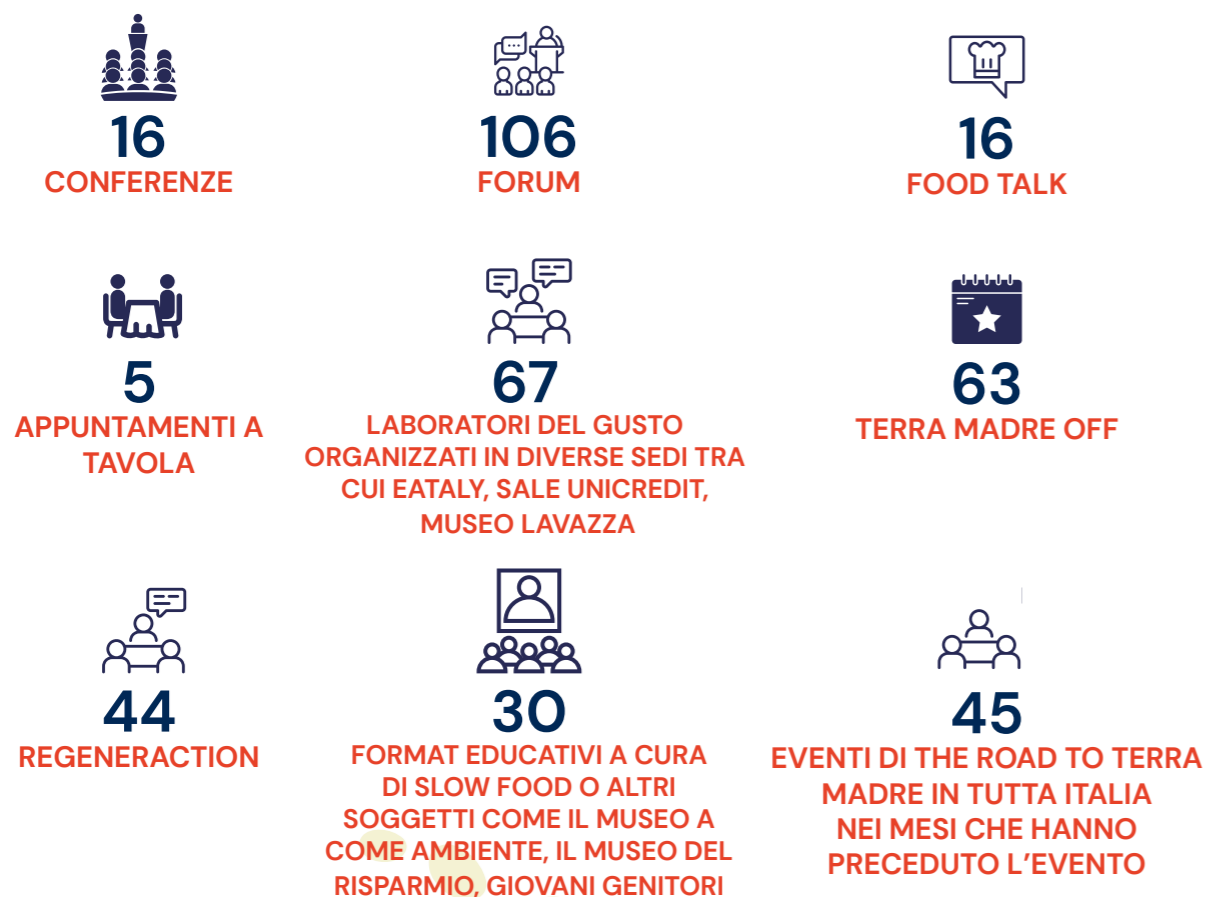 16
CONFERENZE
106
FORUM
16
FOOD TALK
5
APPUNTAMENTI A
TAVOLA
67
LABORATORI DEL GUSTO
ORGANIZZATI IN DIVERSE SEDI TRA
CUI EATALY, SALE UNICREDIT,
MUSEO LAVAZZA
63
TERRA MADRE OFF
44
REGENERACTION
30
FORMAT EDUCATIVI A CURA
DI SLOW FOOD O ALTRI
SOGGETTI COME IL MUSEO A
COME AMBIENTE, IL MUSEO DEL
RISPARMIO, GIOVANI GENITORI
45
EVENTI DI THE ROAD TO TERRA
MADRE IN TUTTA ITALIA
NEI MESI CHE HANNO
PRECEDUTO L'EVENTO